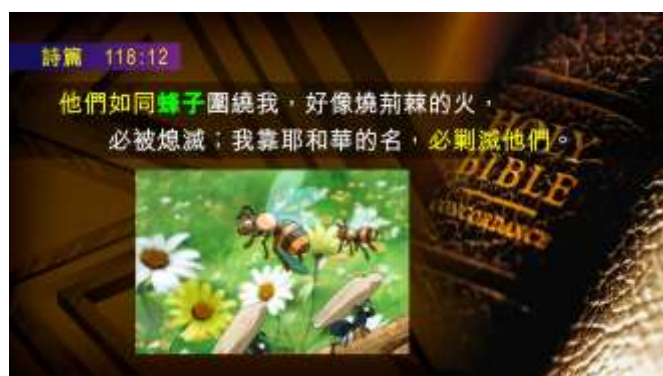 詩篇 118:12
他們如同蜂子圍繞我，好像燒荊棘的火，
必被熄滅；我靠耶和華的名，必剿滅他們。
HOLY
BIBLE
CONCORDANCE